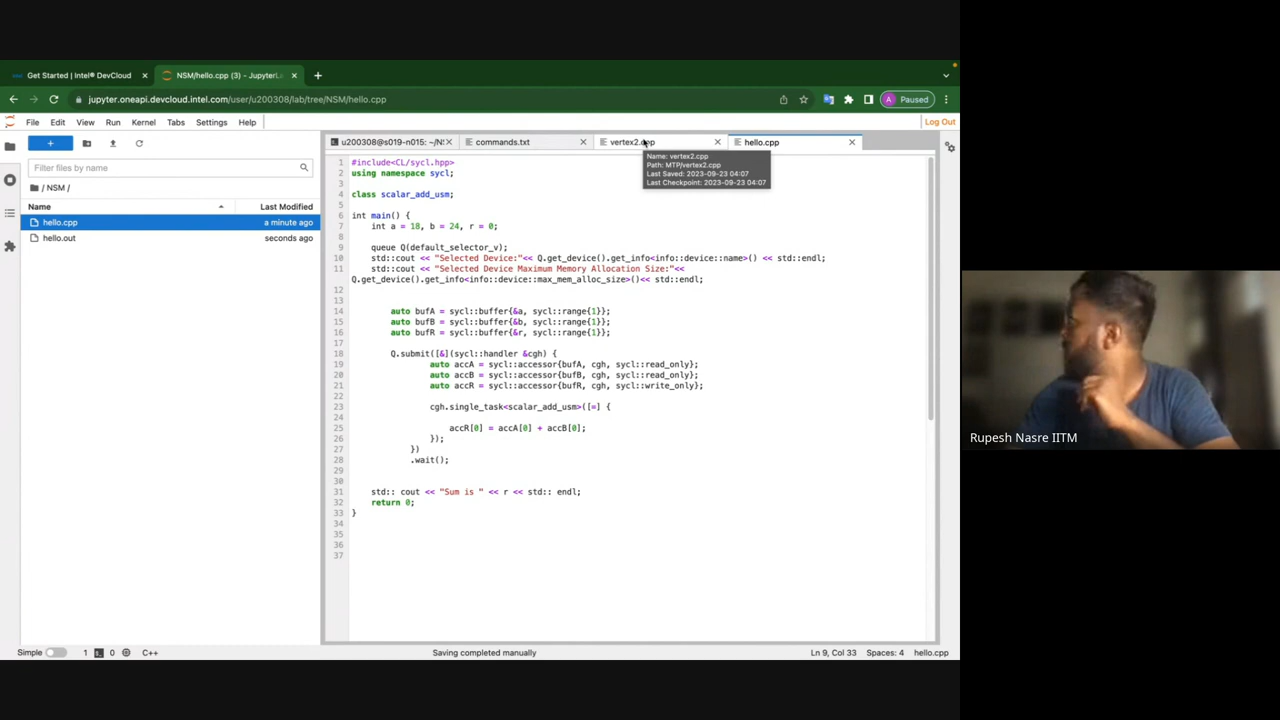 Get Started | Intel® DevCloud
NSM/hello.cpp (3) - JupyterL
jupyter.oneapi.devcloud.intel.com/user/u200308/lab/tree/NSM/hello.cpp
A Paused
File Edit View Run Kernel Tabs Settings Help
Log Out
u200308@s019-n015: ~/N
commands.txt
vertex2.cpp
hello.cpp
Filter files by name
/ NSM /
Name Last Modified
hello.cpp a minute ago
hello.out seconds ago
Name: vertex2.cpp
Path: MTP/vertex2.cpp
Last Saved: 2023-09-23 04:07
Last Checkpoint: 2023-09-23 04:07
1 #include<CL/sycl.hpp>
2 using namespace sycl;
3
4 class scalar_add_usm;
5
6 int main() {
7 int a = 18, b = 24, r = 0;
8
9 queue Q(default_selector_v);
10 std::cout << "Selected Device:"<< Q.get_device().get_info<info::device::name>() << std::endl;
11 std::cout << "Selected Device Maximum Memory Allocation Size:"<<
Q.get_device().get_info<info::device::max_mem_alloc_size>()<< std::endl;
12
13
14 auto bufA = sycl::buffer{&a, sycl::range{1}};
15 auto bufB = sycl::buffer{&b, sycl::range{1}};
16 auto bufR = sycl::buffer{&r, sycl::range{1}};
17
18 Q.submit([&](sycl::handler &cgh) {
19 auto accA = sycl::accessor{bufA, cgh, sycl::read_only};
20 auto accB = sycl::accessor{bufB, cgh, sycl::read_only};
21 auto accR = sycl::accessor{bufR, cgh, sycl::write_only};
22
23 cgh.single_task<scalar_add_usm>([=] {
24
25 accR[0] = accA[0] + accB[0];
26 });
27 })
28 .wait();
29
30
31 std:: cout << "Sum is " << r << std:: endl;
32 return 0;
33 }
34
35
36
37
Rupesh Nasre IITM
Simple 1 0 C++
Saving completed manually
Ln 9, Col 33 Spaces: 4 hello.cpp